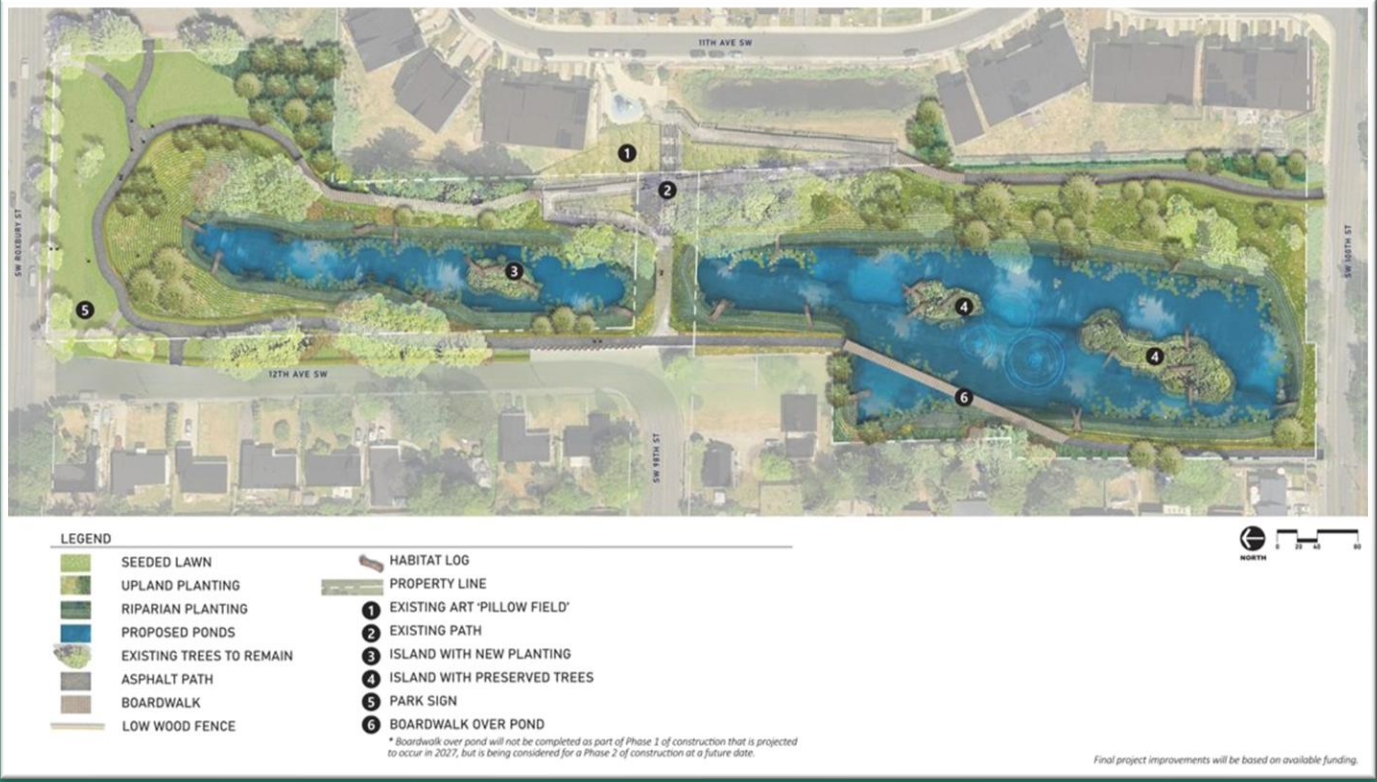 11TH AVE SW
1
2
SW ROXBURY ST
SW 100TH ST
3
4
5
4
12TH AVE SW
6
SW 98TH ST
LEGEND
SEEDED LAWN
UPLAND PLANTING
RIPARIAN PLANTING
PROPOSED PONDS
EXISTING TREES TO REMAIN
ASPHALT PATH
BOARDWALK
LOW WOOD FENCE
HABITAT LOG
PROPERTY LINE
1 EXISTING ART 'PILLOW FIELD'
2 EXISTING PATH
3 ISLAND WITH NEW PLANTING
4 ISLAND WITH PRESERVED TREES
5 PARK SIGN
6 BOARDWALK OVER POND
* Boardwalk over pond will not be completed as part of Phase 1 of construction that is projected
to occur in 2027, but is being considered for a Phase 2 of construction at a future date.
NORTH
0 20 40 80
Final project improvements will be based on available funding.